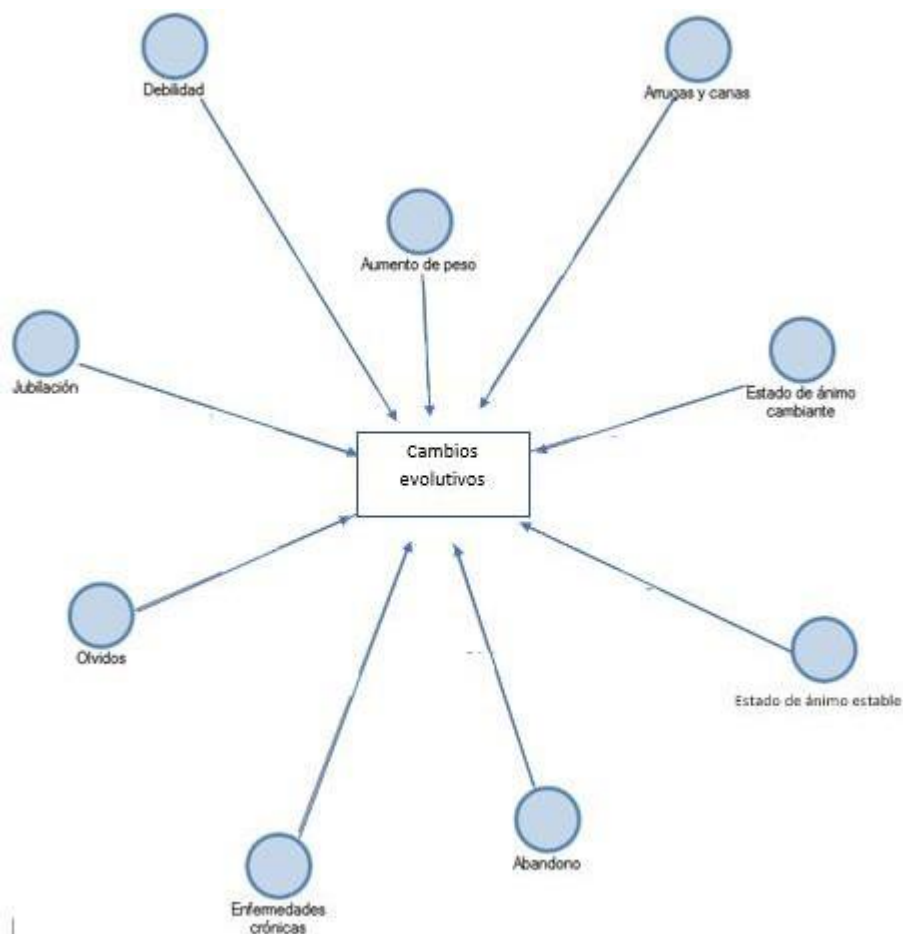 Debilidad
Arrugas y canas
Aumento de peso
Jubilación
Estado de ánimo
cambiante
Cambios
evolutivos
Olvidos
Estado de ánimo estable
Abandono
Enfermedades
crónicas